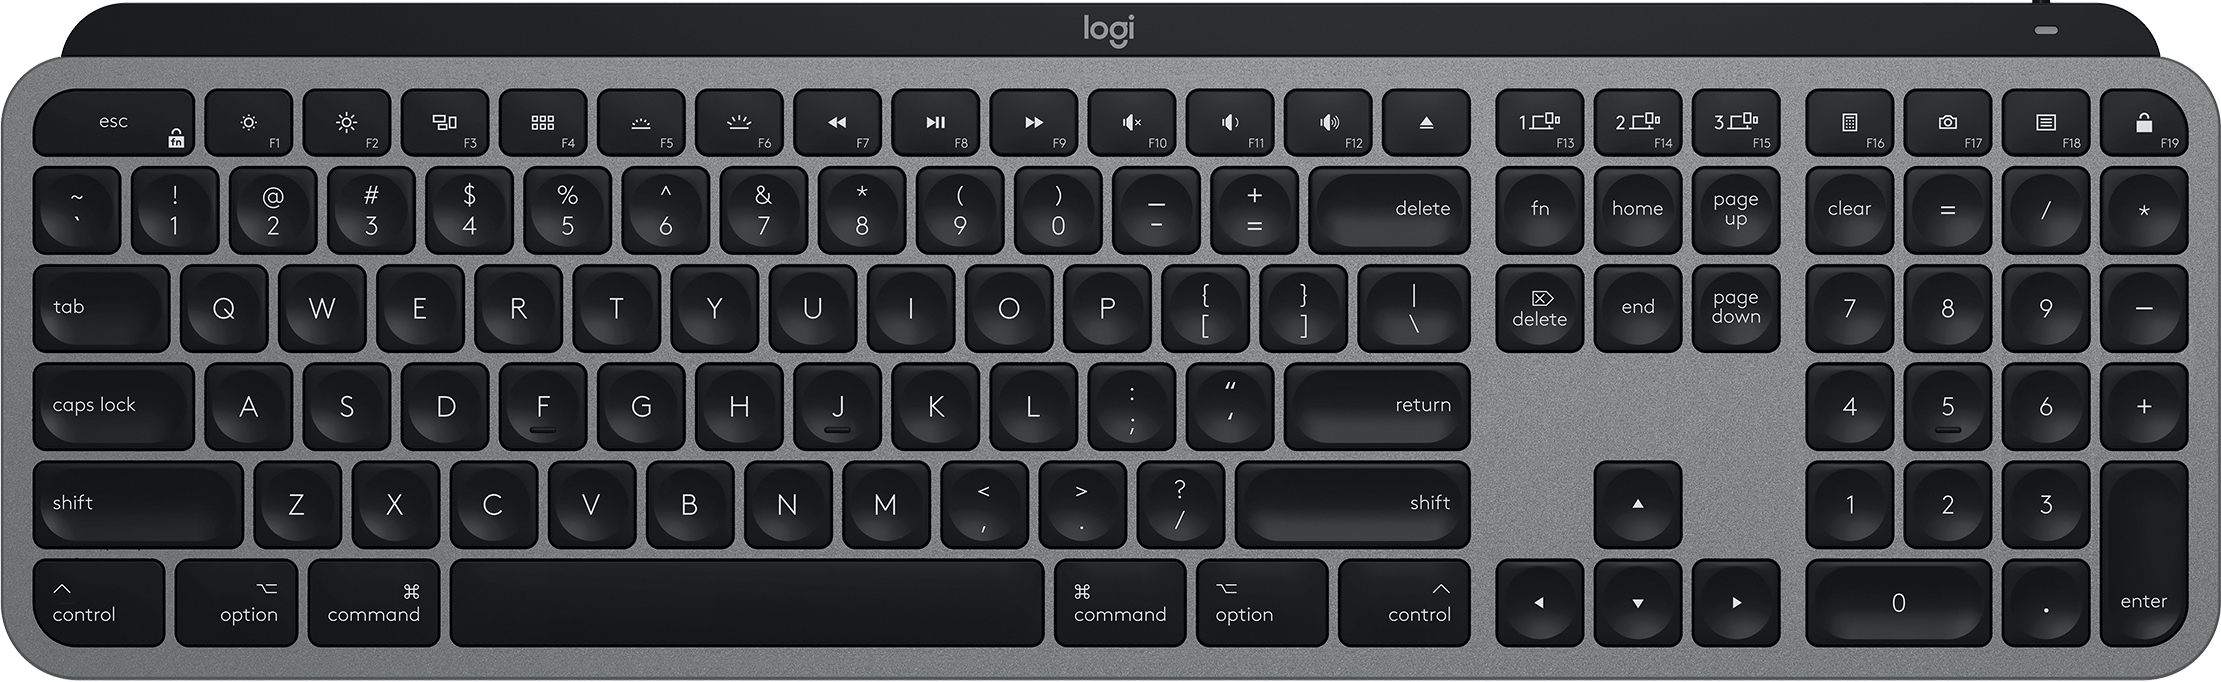 logi
esc fn F1 F2 F3 F4 F5 F6 F7 F8 F9 F10 F11 F12 1 F13 2 F14 3 F15 F16 F17 F18 F19
~ ! @ # $ % ^ & * ( ) _ + delete fn home page up clear = / *
` 1 2 3 4 5 6 7 8 9 0 - =
tab Q W E R T Y U I O P { } | delete end page down 7 8 9 −
[ ] \
caps lock A S D F G H J K L : “ return 4 5 6 +
; ‘
shift Z X C V B N M < > ? shift 1 2 3
, . /
^ ⌥ ⌘ ⌘ ⌥ ^
control option command command option control 0 . enter